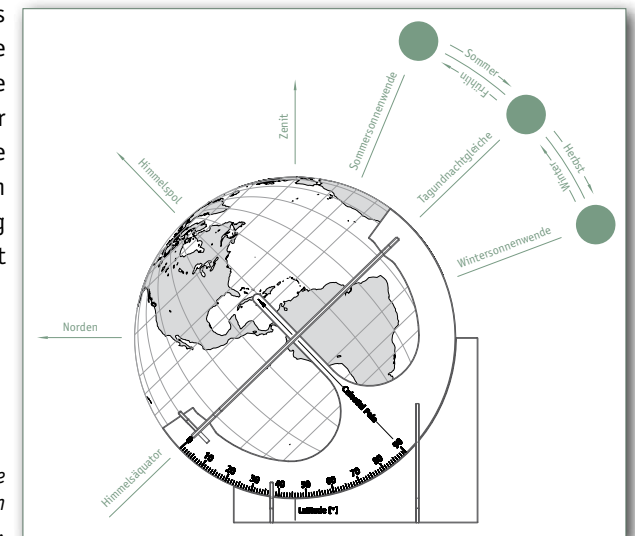 Sommer
Frühlin
Zenit
Sommersonnenwende
Himmelspol
Tagundnachtgleiche
Herbst
Winter
Wintersonnenwende
Norden
Celestial Pole
Himmelsäquator
0 10 20 30 40 50 60 70 80 90
Latitude [°]